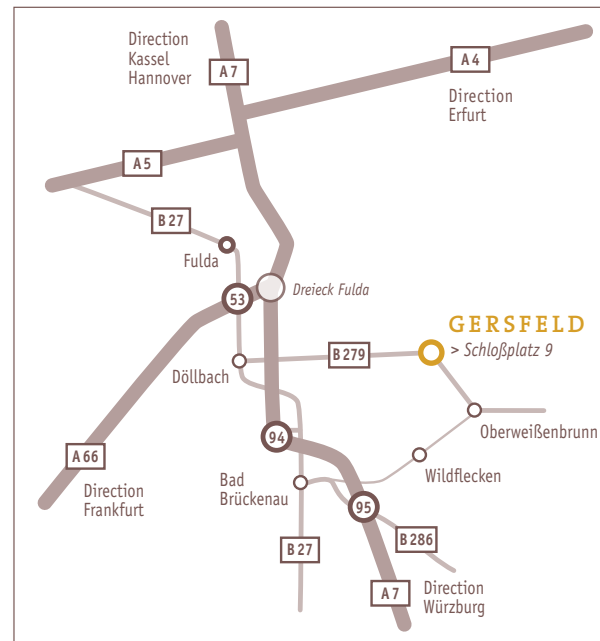 Direction
Kassel
Hannover
A 7
A 4
Direction
Erfurt
A 5
B 27
Fulda
Dreieck Fulda
53
GERSFELD
> Schloßplatz 9
B 279
Döllbach
Oberweißenbrunn
94
A 66
Direction
Frankfurt
Bad
Brückenau
Wildflecken
95
B 27
B 286
A 7
Direction
Würzburg